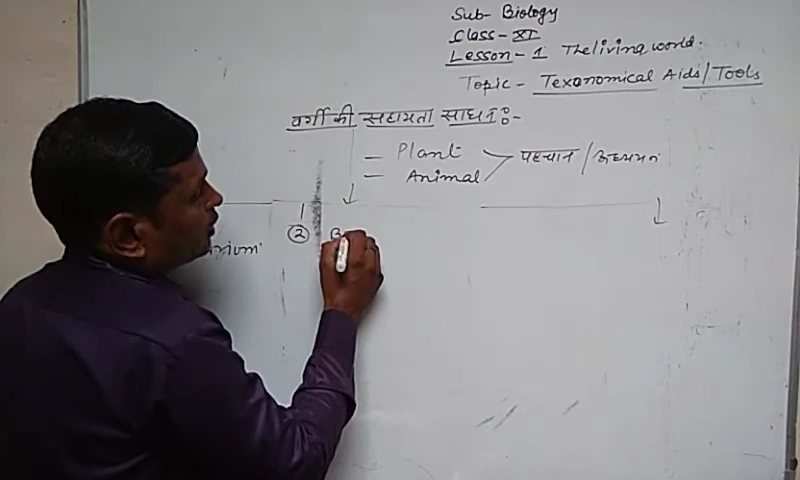 Sub- Biology
Class - XI
Lesson - 1 The living world.
Topic - Texonomical Aids/Tools
वर्गी की सहायता साधन :-
- Plant
- Animal
पहचान / अध्ययन
②